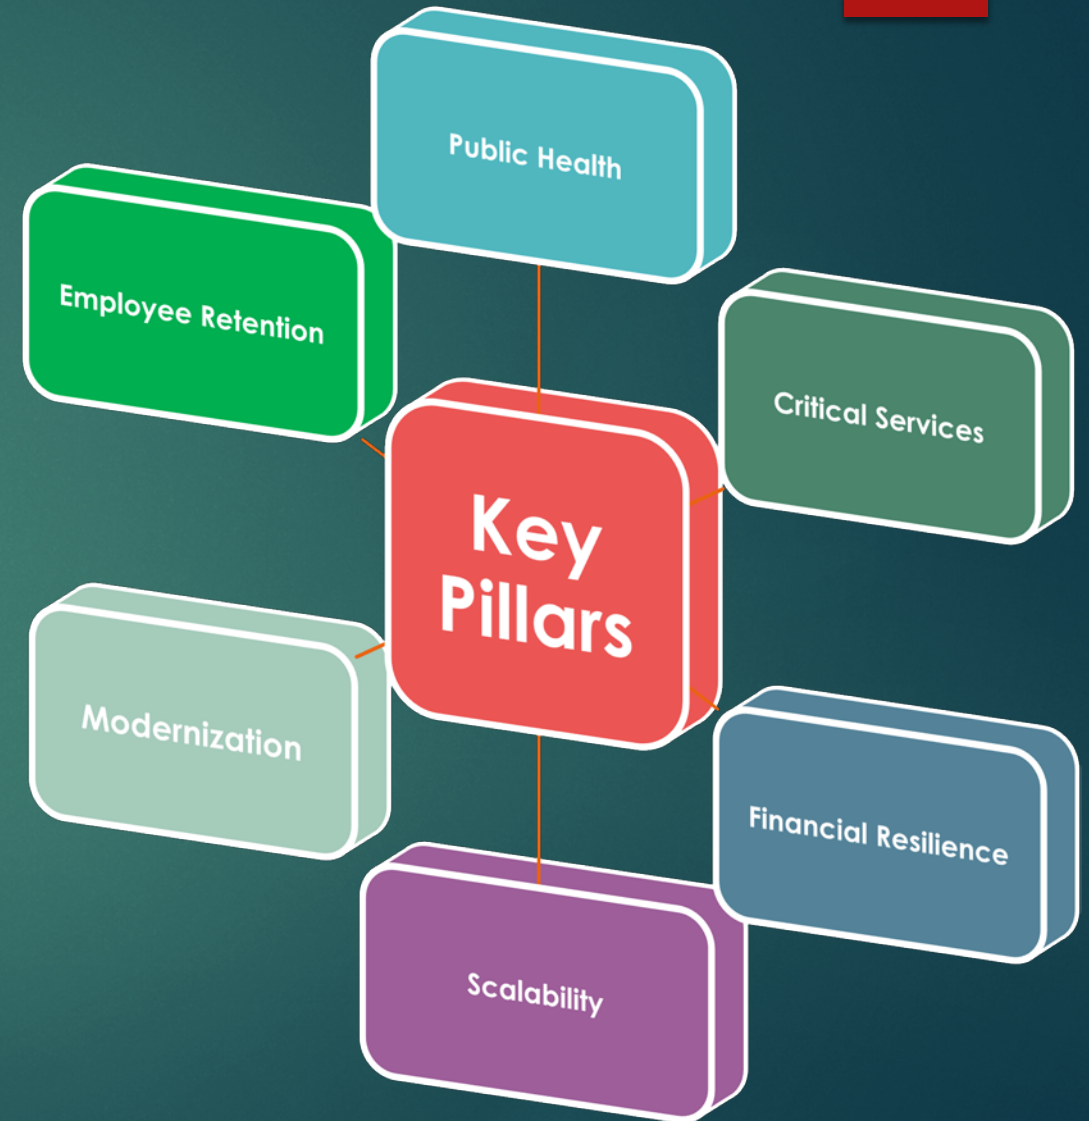 Public Health
Employee Retention
Critical Services
Key
Pillars
Modernization
Financial Resilience
Scalability